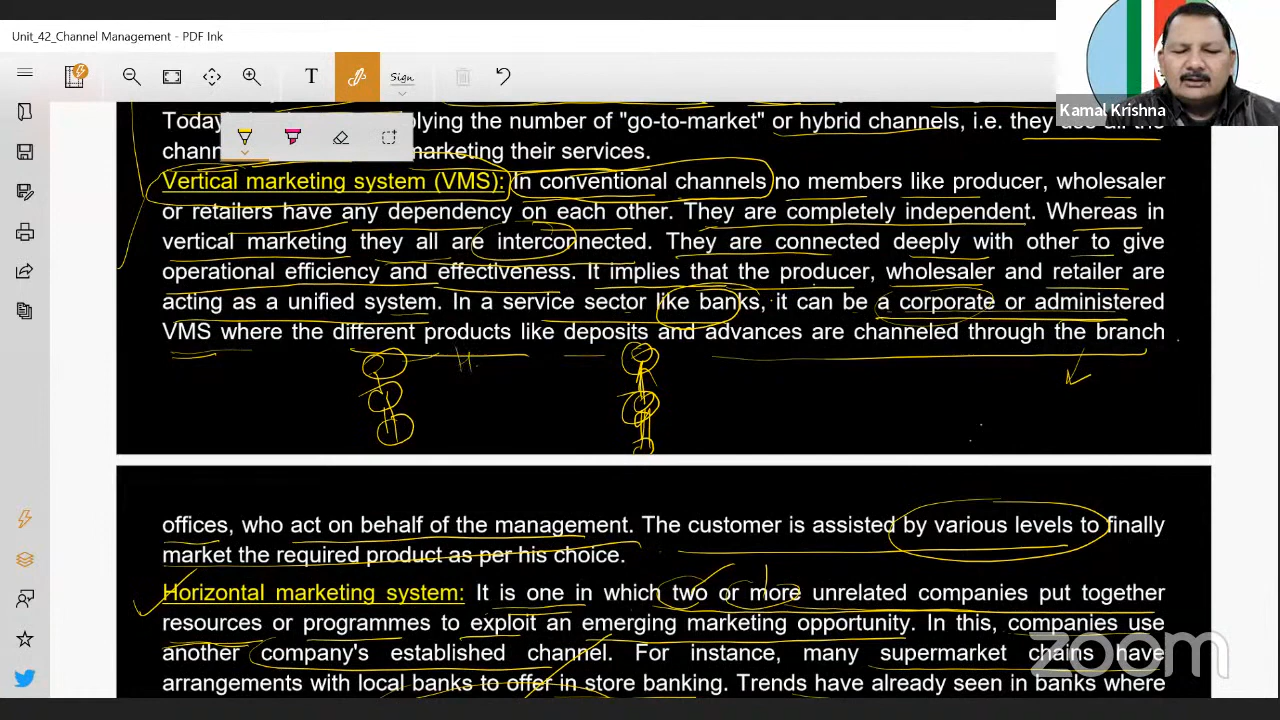 Unit_42_Channel Management - PDF Ink
T
Sign
Kamal Krishna
Today plying the number of "go-to-market" or hybrid channels, i.e. they use all the
chann marketing their services.
Vertical marketing system (VMS): In conventional channels no members like producer, wholesaler
or retailers have any dependency on each other. They are completely independent. Whereas in
vertical marketing they all are interconnected. They are connected deeply with other to give
operational efficiency and effectiveness. It implies that the producer, wholesaler and retailer are
acting as a unified system. In a service sector like banks, it can be a corporate or administered
VMS where the different products like deposits and advances are channeled through the branch
H.
offices, who act on behalf of the management. The customer is assisted by various levels to finally
market the required product as per his choice.
Horizontal marketing system: It is one in which two or more unrelated companies put together
resources or programmes to exploit an emerging marketing opportunity. In this, companies use
another company's established channel. For instance, many supermarket chains have
zoom
arrangements with local banks to offer in store banking. Trends have already seen in banks where